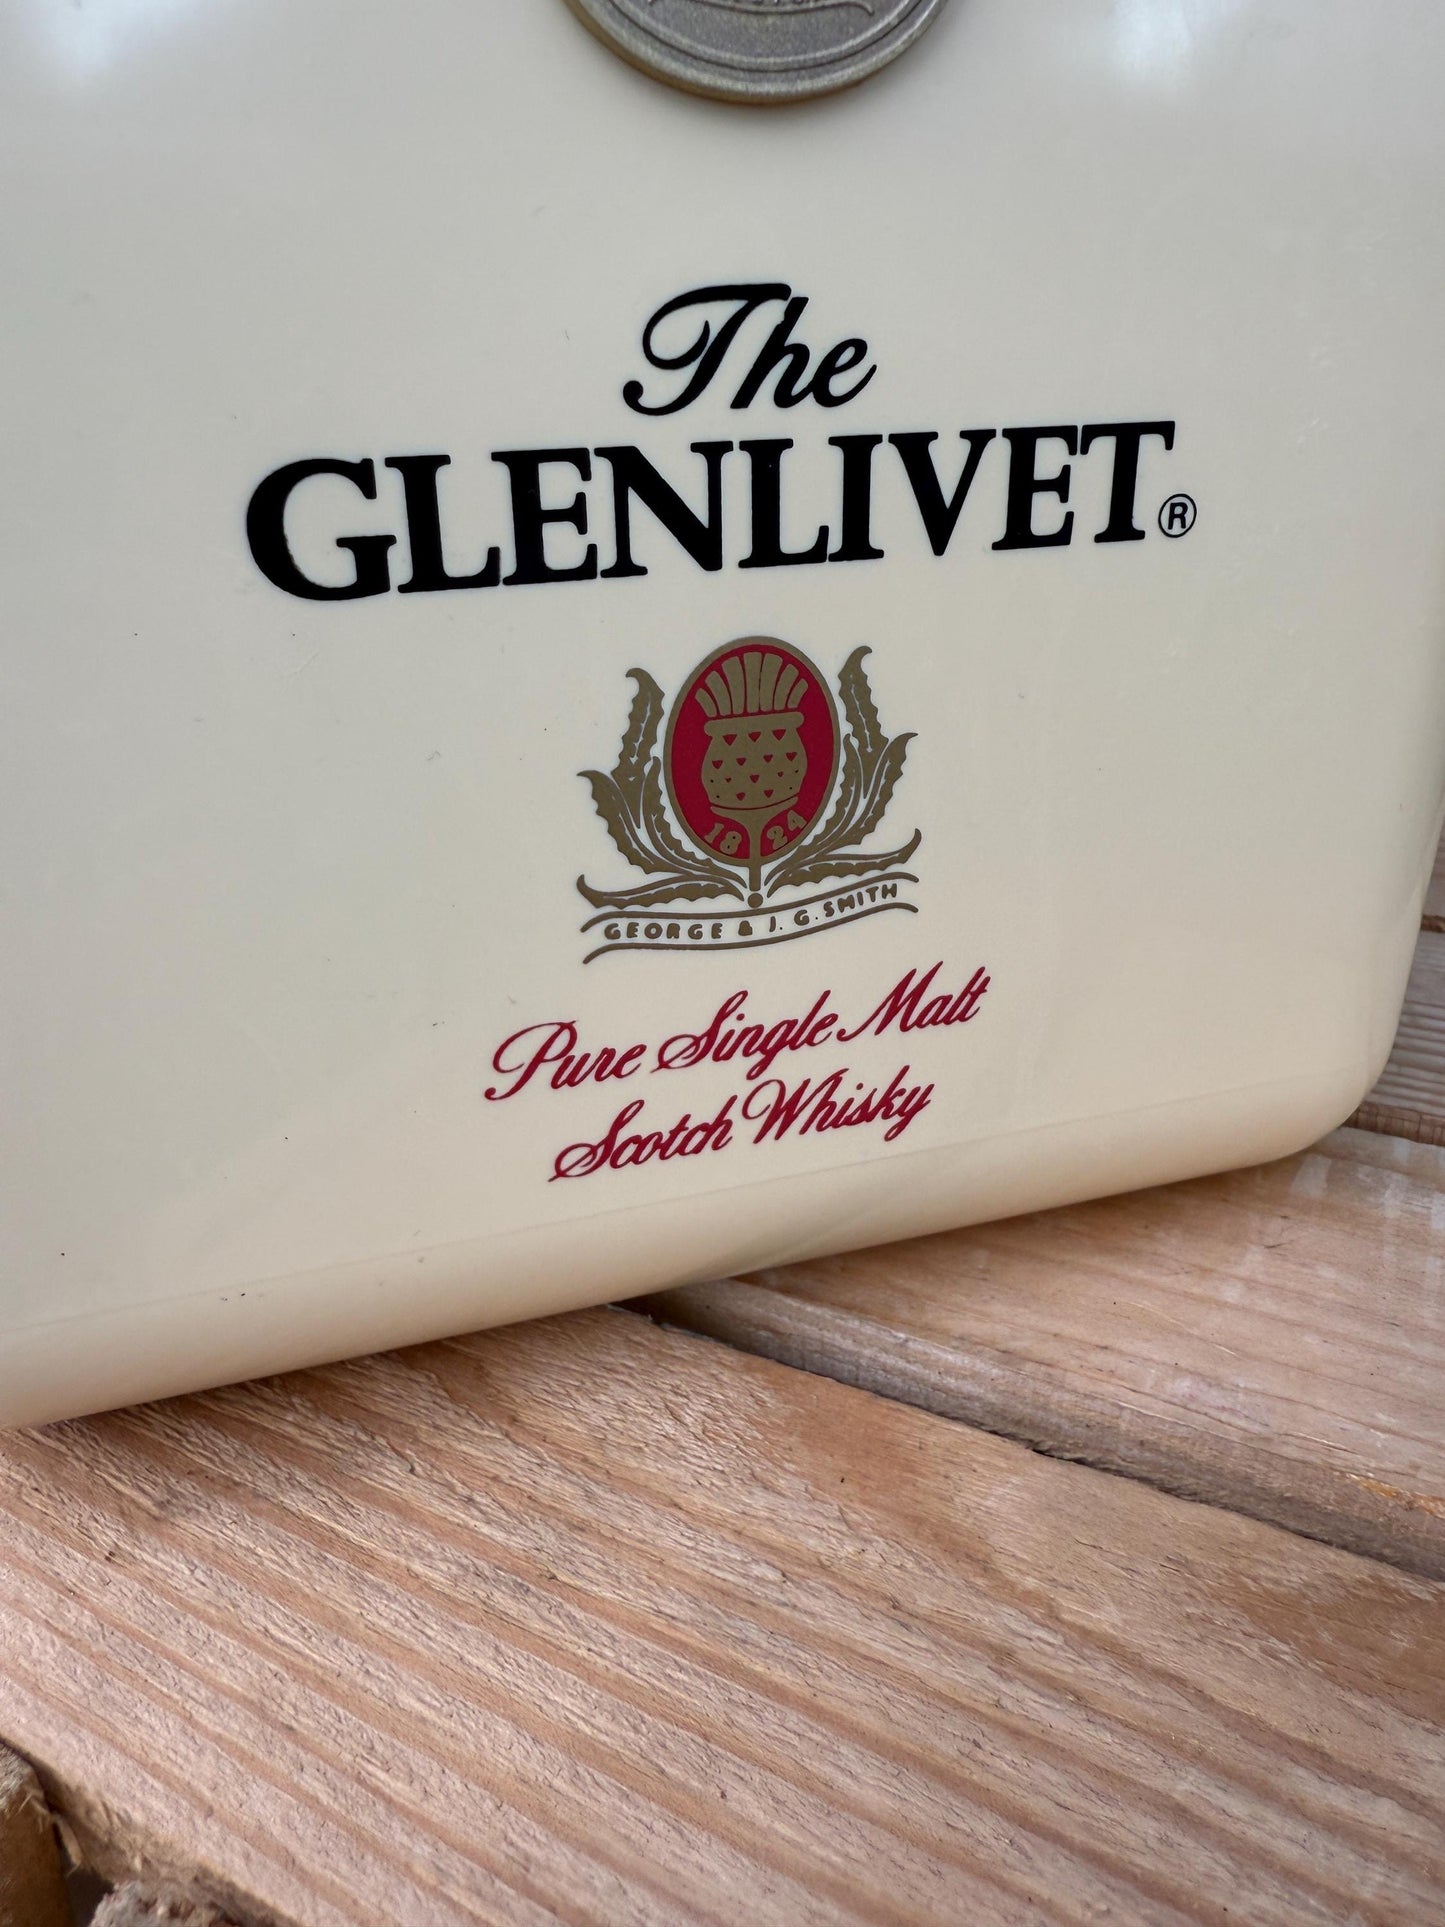 The
GLENLIVET®
18 24
GEORGE & J. G. SMITH
Pure Single Malt
Scotch Whisky